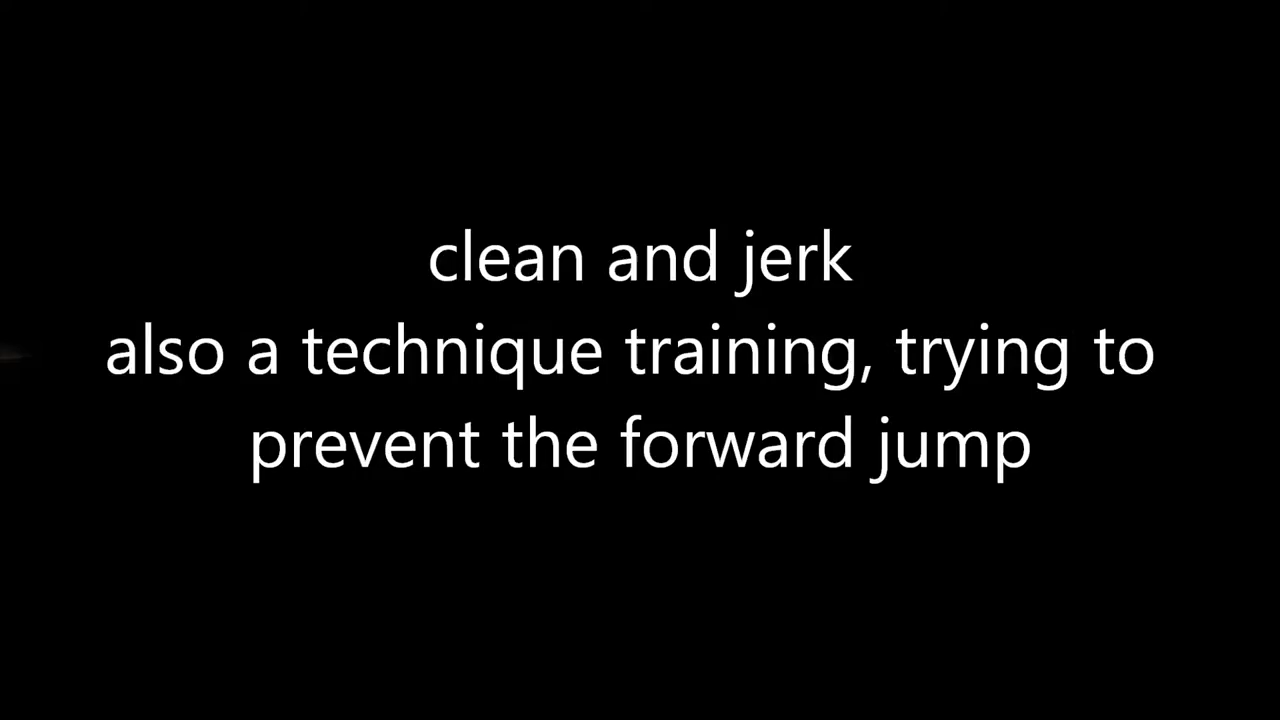 clean and jerk
also a technique training, trying to
prevent the forward jump